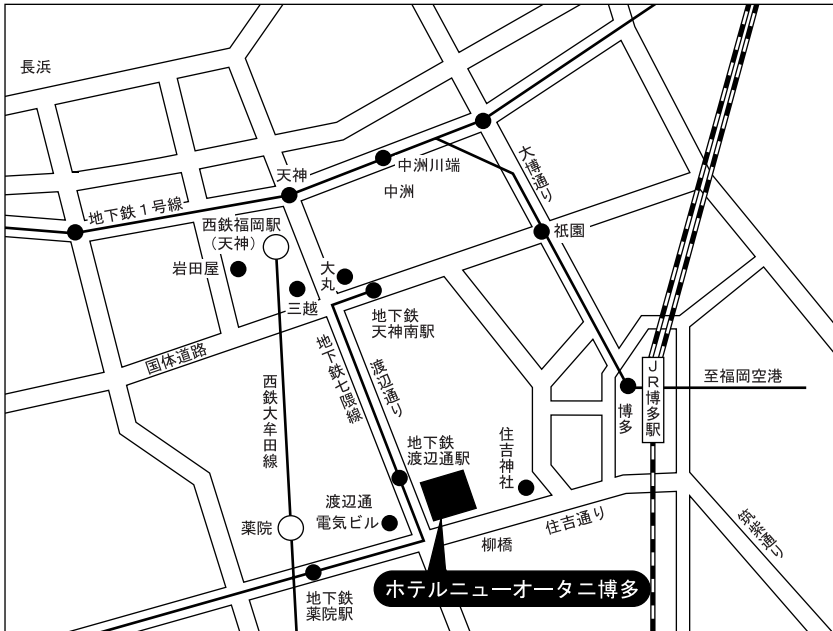 長浜
天神
中洲川端
中洲
大博通り
地下鉄1号線
西鉄福岡駅
(天神)
祇園
岩田屋
大丸
三越
地下鉄
天神南駅
国体道路
地下鉄七隈線
渡辺通り
西鉄大牟田線
JR博多駅
至福岡空港
博多
地下鉄
渡辺通駅
住吉神社
渡辺通
電気ビル
薬院
住吉通り
筑紫通り
柳橋
ホテルニューオータニ博多
地下鉄
薬院駅